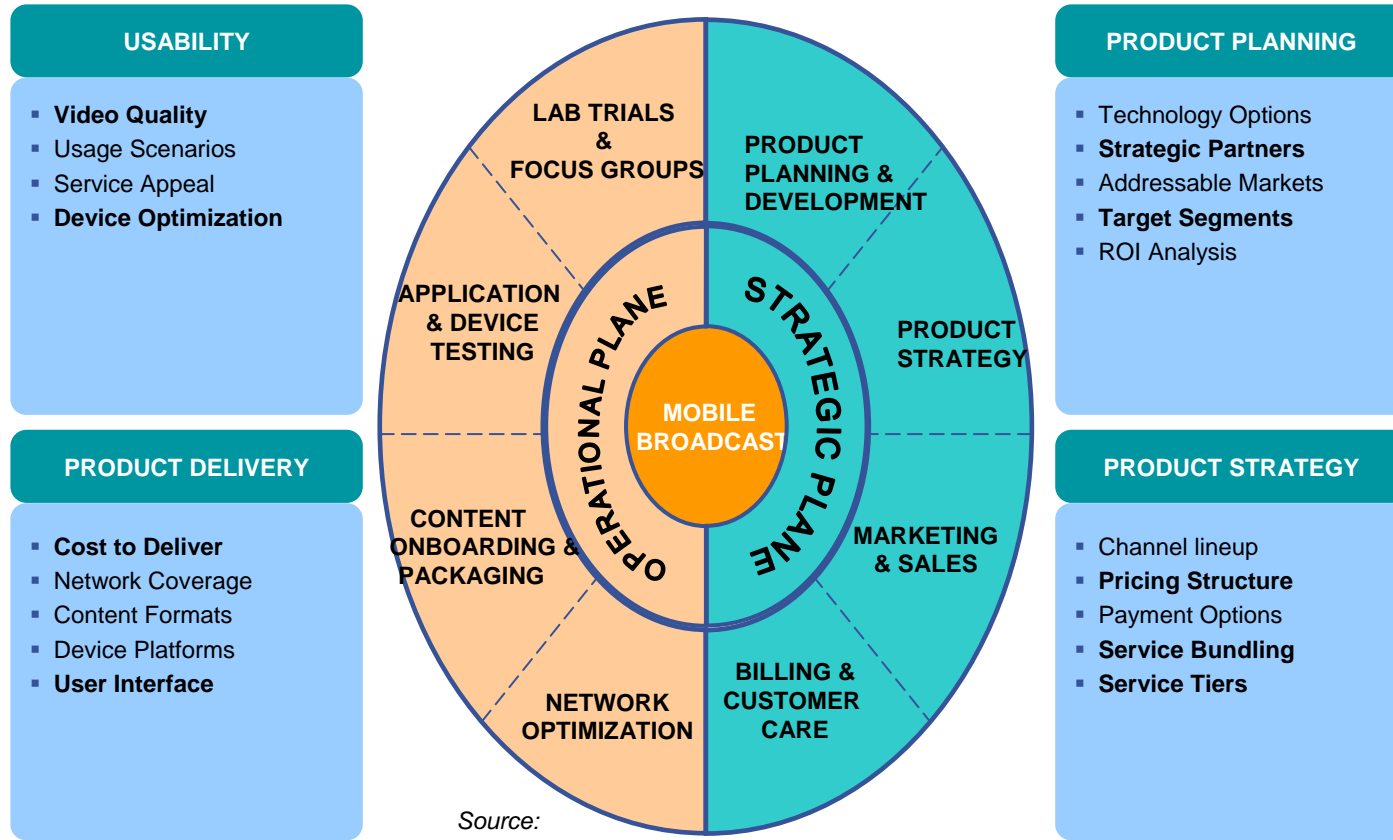 USABILITY
▪ Video Quality
▪ Usage Scenarios
▪ Service Appeal
▪ Device Optimization
PRODUCT DELIVERY
▪ Cost to Deliver
▪ Network Coverage
▪ Content Formats
▪ Device Platforms
▪ User Interface
LAB TRIALS
&
FOCUS GROUPS
APPLICATION
& DEVICE
TESTING
CONTENT
ONBOARDING &
PACKAGING
NETWORK
OPTIMIZATION
OPERATIONAL PLANE
MOBILE
BROADCAST
STRATEGIC PLANE
PRODUCT
PLANNING &
DEVELOPMENT
PRODUCT
STRATEGY
MARKETING
& SALES
BILLING &
CUSTOMER
CARE
PRODUCT PLANNING
▪ Technology Options
▪ Strategic Partners
▪ Addressable Markets
▪ Target Segments
▪ ROI Analysis
PRODUCT STRATEGY
▪ Channel lineup
▪ Pricing Structure
▪ Payment Options
▪ Service Bundling
▪ Service Tiers
Source: